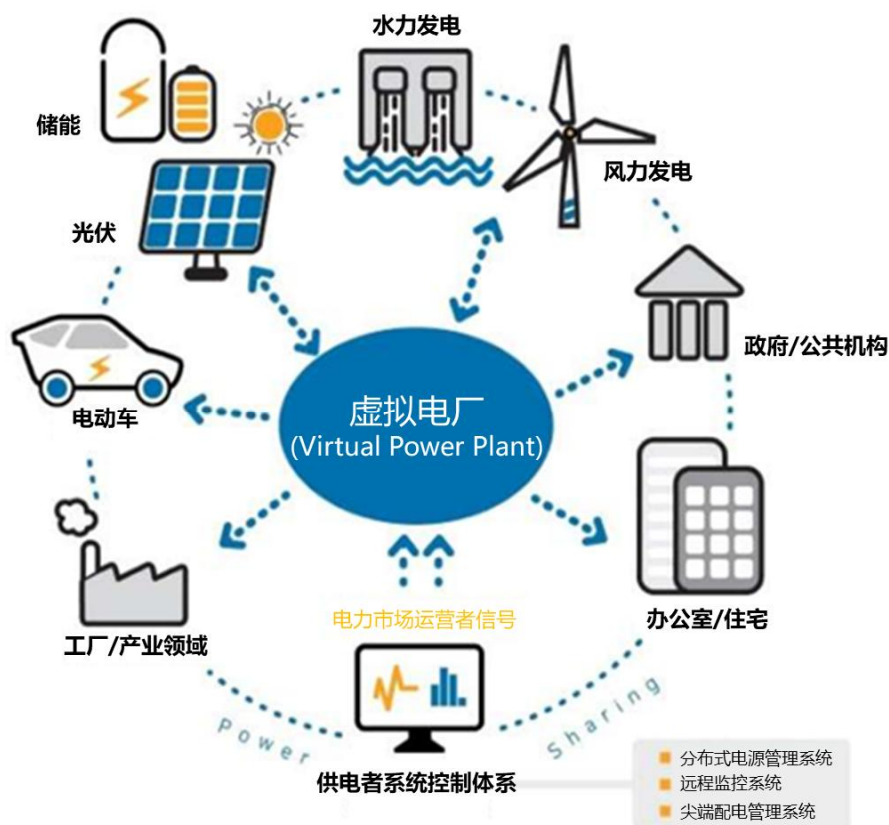 水力发电
储能
风力发电
光伏
政府/公共机构
电动车
虚拟电厂
(Virtual Power Plant)
电力市场运营者信号
办公室/住宅
工厂/产业领域
Power
Sharing
供电者系统控制体系
分布式电源管理系统
远程监控系统
尖端配电管理系统